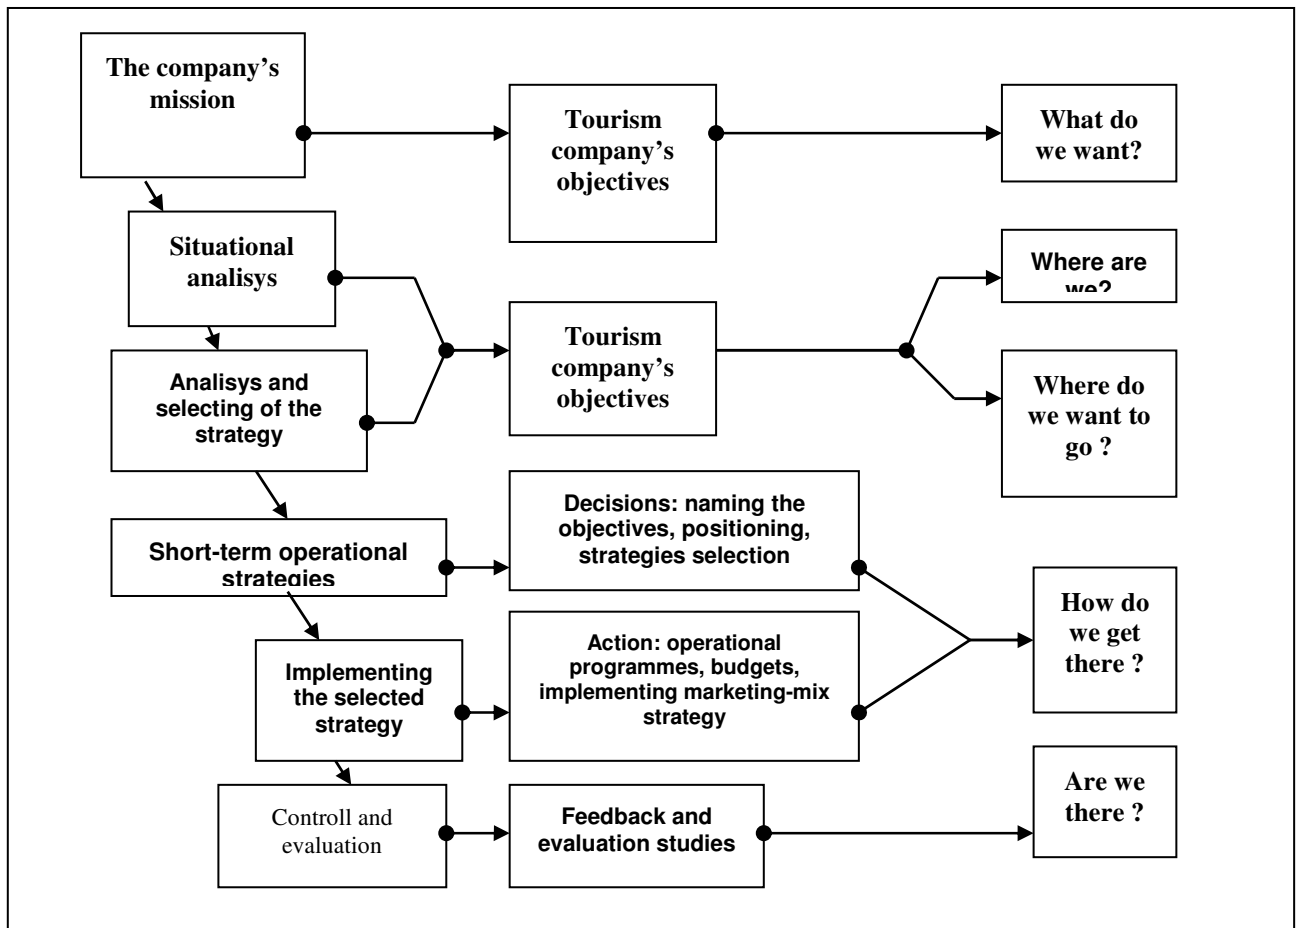 The company's
mission
Tourism
company's
objectives
What do
we want?
Situational
analisys
Where are
we?
Tourism
company's
objectives
Analisys and
selecting of the
strategy
Where do
we want to
go ?
Decisions: naming the
objectives, positioning,
strategies selection
Short-term operational
strategies
How do
we get
there ?
Action: operational
programmes, budgets,
implementing marketing-mix
strategy
Implementing
the selected
strategy
Are we
there ?
Controll and
evaluation
Feedback and
evaluation studies